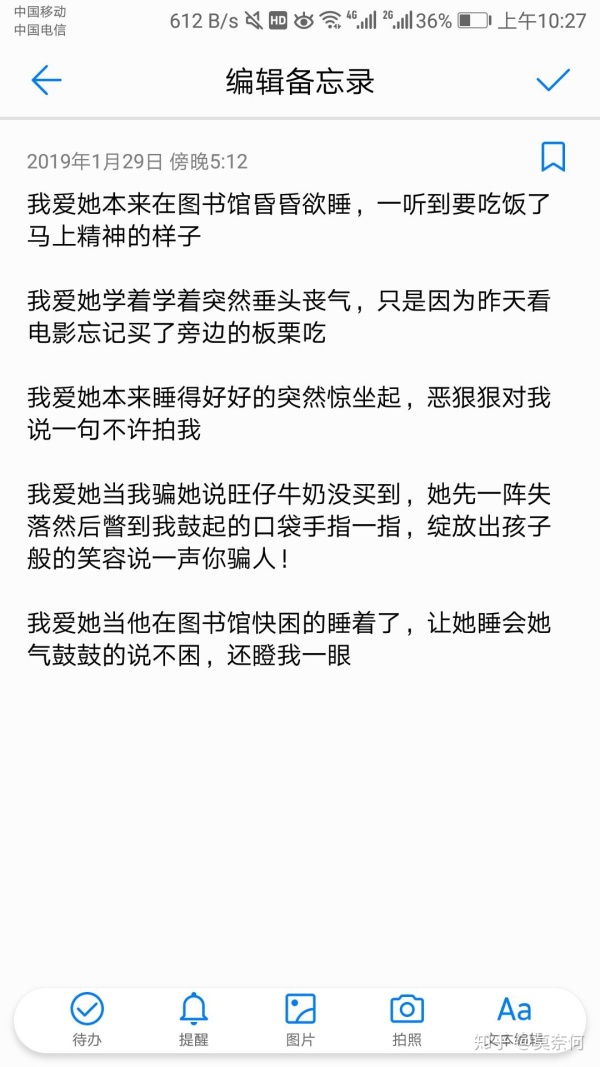 中国移动
中国电信
612 B/s HD 4G 2G 36% 上午10:27
编辑备忘录
2019年1月29日 傍晚5:12
我爱她本来在图书馆昏昏欲睡，一听到要吃饭了
马上精神的样子
我爱她学着学着突然垂头丧气，只是因为昨天看
电影忘记买了旁边的板栗吃
我爱她本来睡得好好的突然惊坐起，恶狠狠对我
说一句不许拍我
我爱她当我骗她说旺仔牛奶没买到，她先一阵失
落然后瞥到我鼓起的口袋手指一指，绽放出孩子
般的笑容说一声你骗人！
我爱她当他在图书馆快困的睡着了，让她睡会她
气鼓鼓的说不困，还瞪我一眼
待办
提醒
图片
拍照
Aa
文本编辑
知乎 @莫奈何